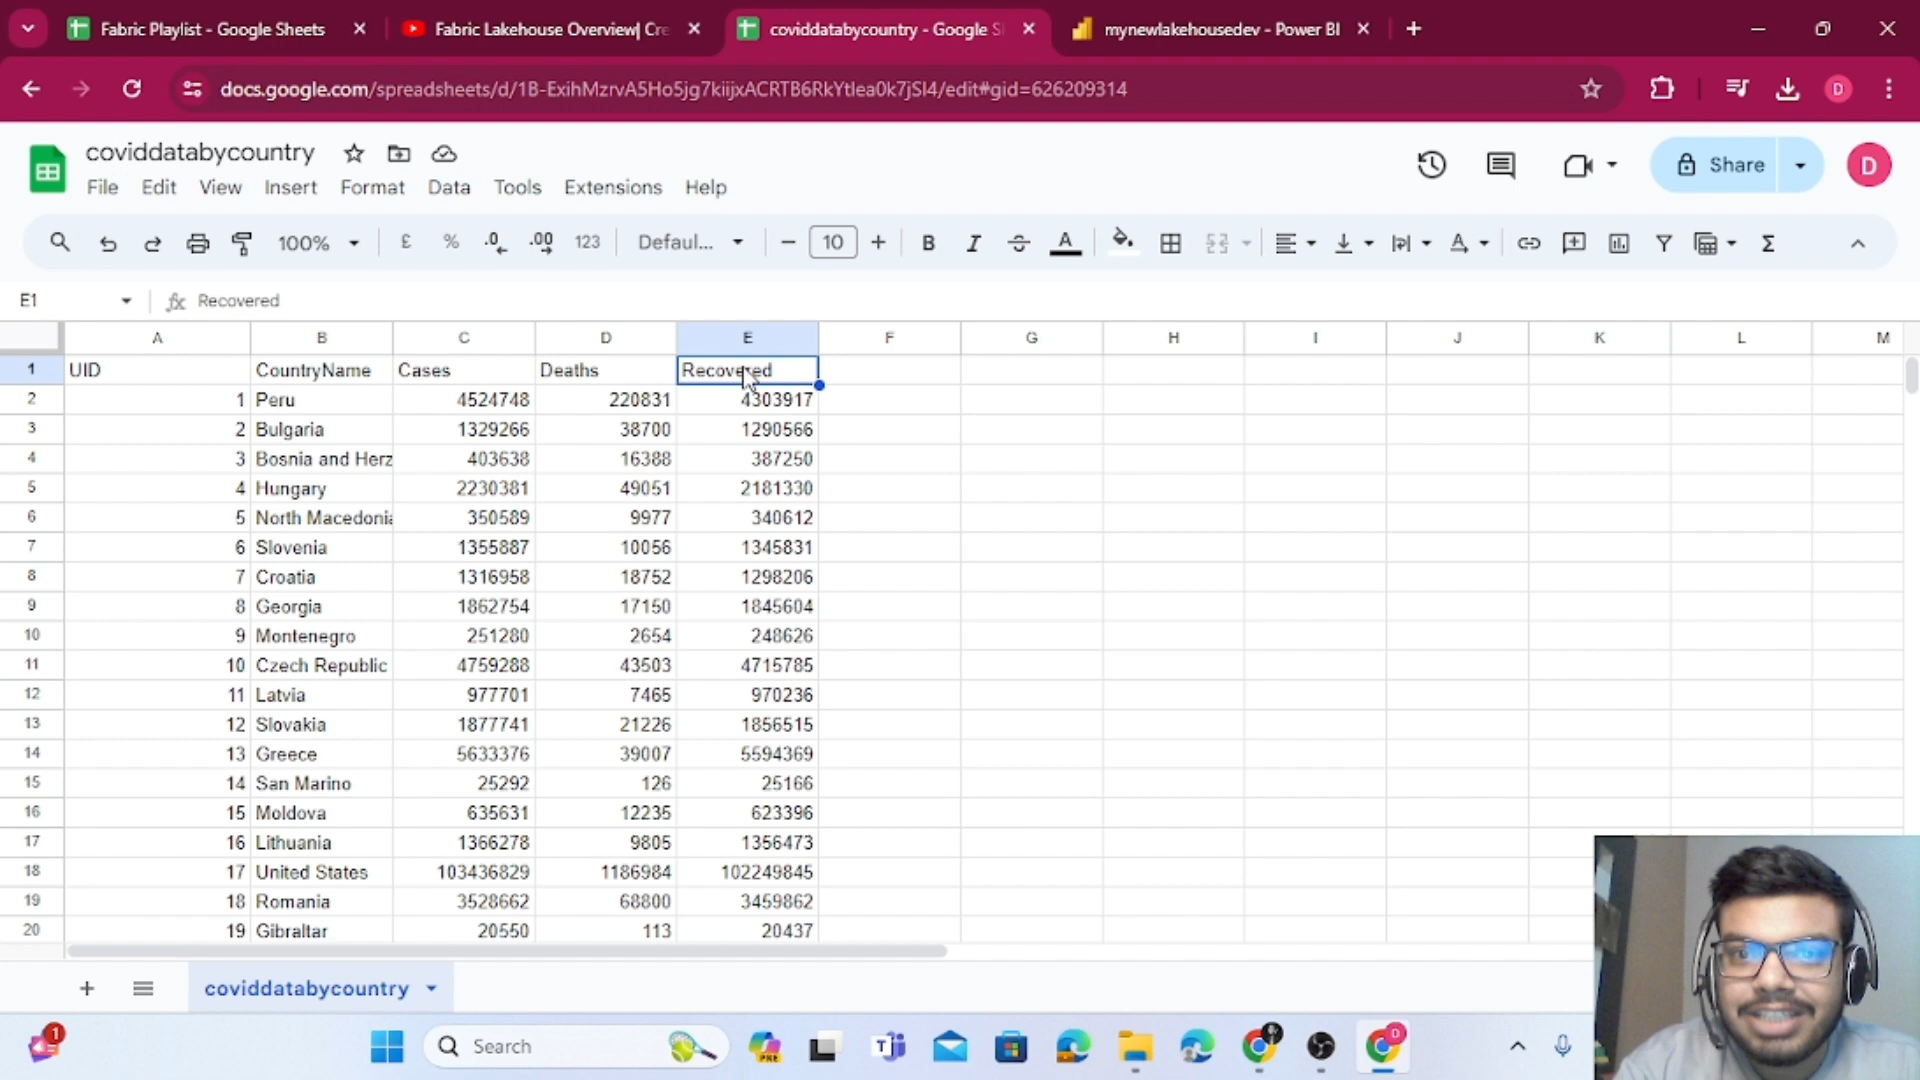 Fabric Playlist - Google Sheets
Fabric Lakehouse Overview| Cre
coviddatabycountry - Google S
mynewlakehousedev - Power BI
docs.google.com/spreadsheets/d/1B-ExihMzrvA5Ho5jg7kiijxACRTB6RkYtlea0k7jSl4/edit#gid=626209314
D
coviddatabycountry
Share
D
File Edit View Insert Format Data Tools Extensions Help
100% £ % .0 .00 123 Defaul... 10 B I A
E1 fx Recovered
A B C D E F G H I J K L M
1 UID CountryName Cases Deaths Recovered
2 1 Peru 4524748 220831 4303917
3 2 Bulgaria 1329266 38700 1290566
4 3 Bosnia and Herz 403638 16388 387250
5 4 Hungary 2230381 49051 2181330
6 5 North Macedonia 350589 9977 340612
7 6 Slovenia 1355887 10056 1345831
8 7 Croatia 1316958 18752 1298206
9 8 Georgia 1862754 17150 1845604
10 9 Montenegro 251280 2654 248626
11 10 Czech Republic 4759288 43503 4715785
12 11 Latvia 977701 7465 970236
13 12 Slovakia 1877741 21226 1856515
14 13 Greece 5633376 39007 5594369
15 14 San Marino 25292 126 25166
16 15 Moldova 635631 12235 623396
17 16 Lithuania 1366278 9805 1356473
18 17 United States 103436829 1186984 102249845
19 18 Romania 3528662 68800 3459862
20 19 Gibraltar 20550 113 20437
coviddatabycountry
1
Search
PRE
D